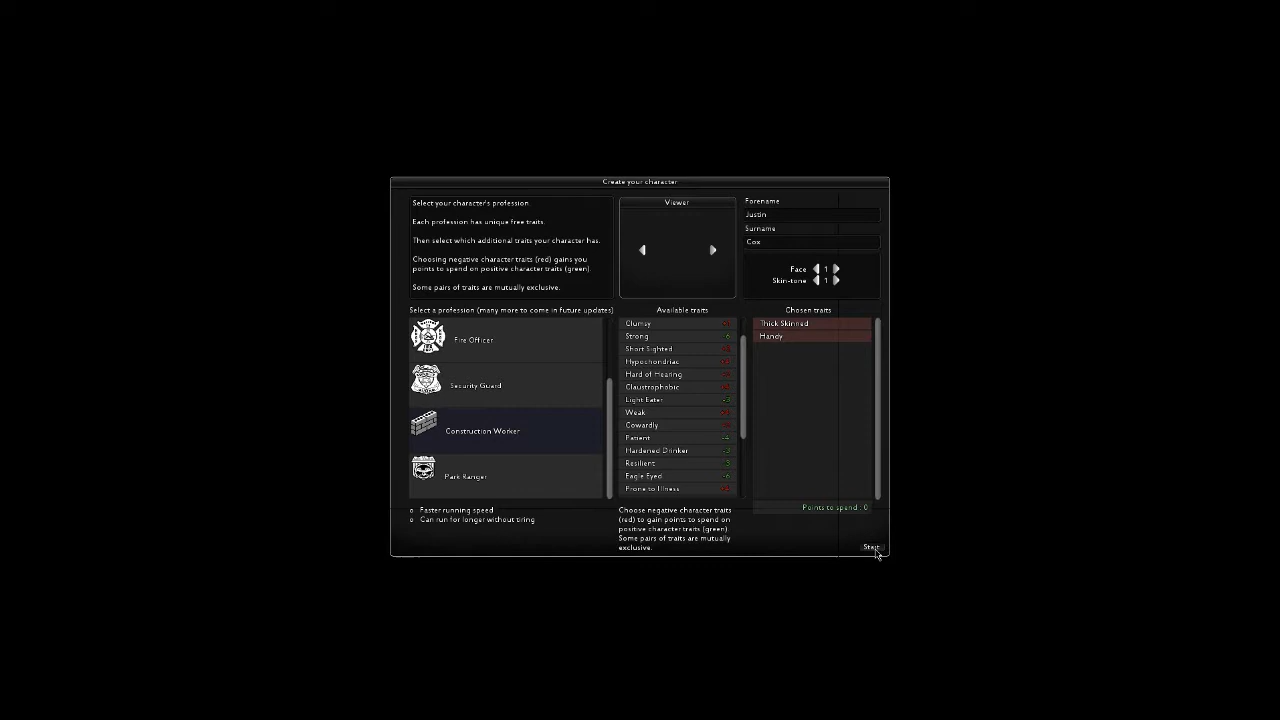 Create your character
Select your character's profession
Each profession has unique free traits.
Then select which additional traits your character has.
Choosing negative character traits (red) gains you
points to spend on positive character traits (green).
Some pairs of traits are mutually exclusive.
Viewer
Forename
Justin
Surname
Cox
Face 1
Skin-tone 1
Select a profession (many more to come in future updates)
Fire Officer
Security Guard
Construction Worker
Park Ranger
Faster running speed
Can run for longer without tiring
Available traits
Clumsy
Strong
Short Sighted
Hypochondriac
Hard of Hearing
Claustrophobic
Light Eater
Weak
Cowardly
Patient
Hardened Drinker
Resilient
Eagle Eyed
Prone to Illness
Choose negative character traits
(red) to gain points to spend on
positive character traits (green).
Some pairs of traits are mutually
exclusive.
Chosen traits
Thick Skinned
Handy
Points to spend : 0
Start